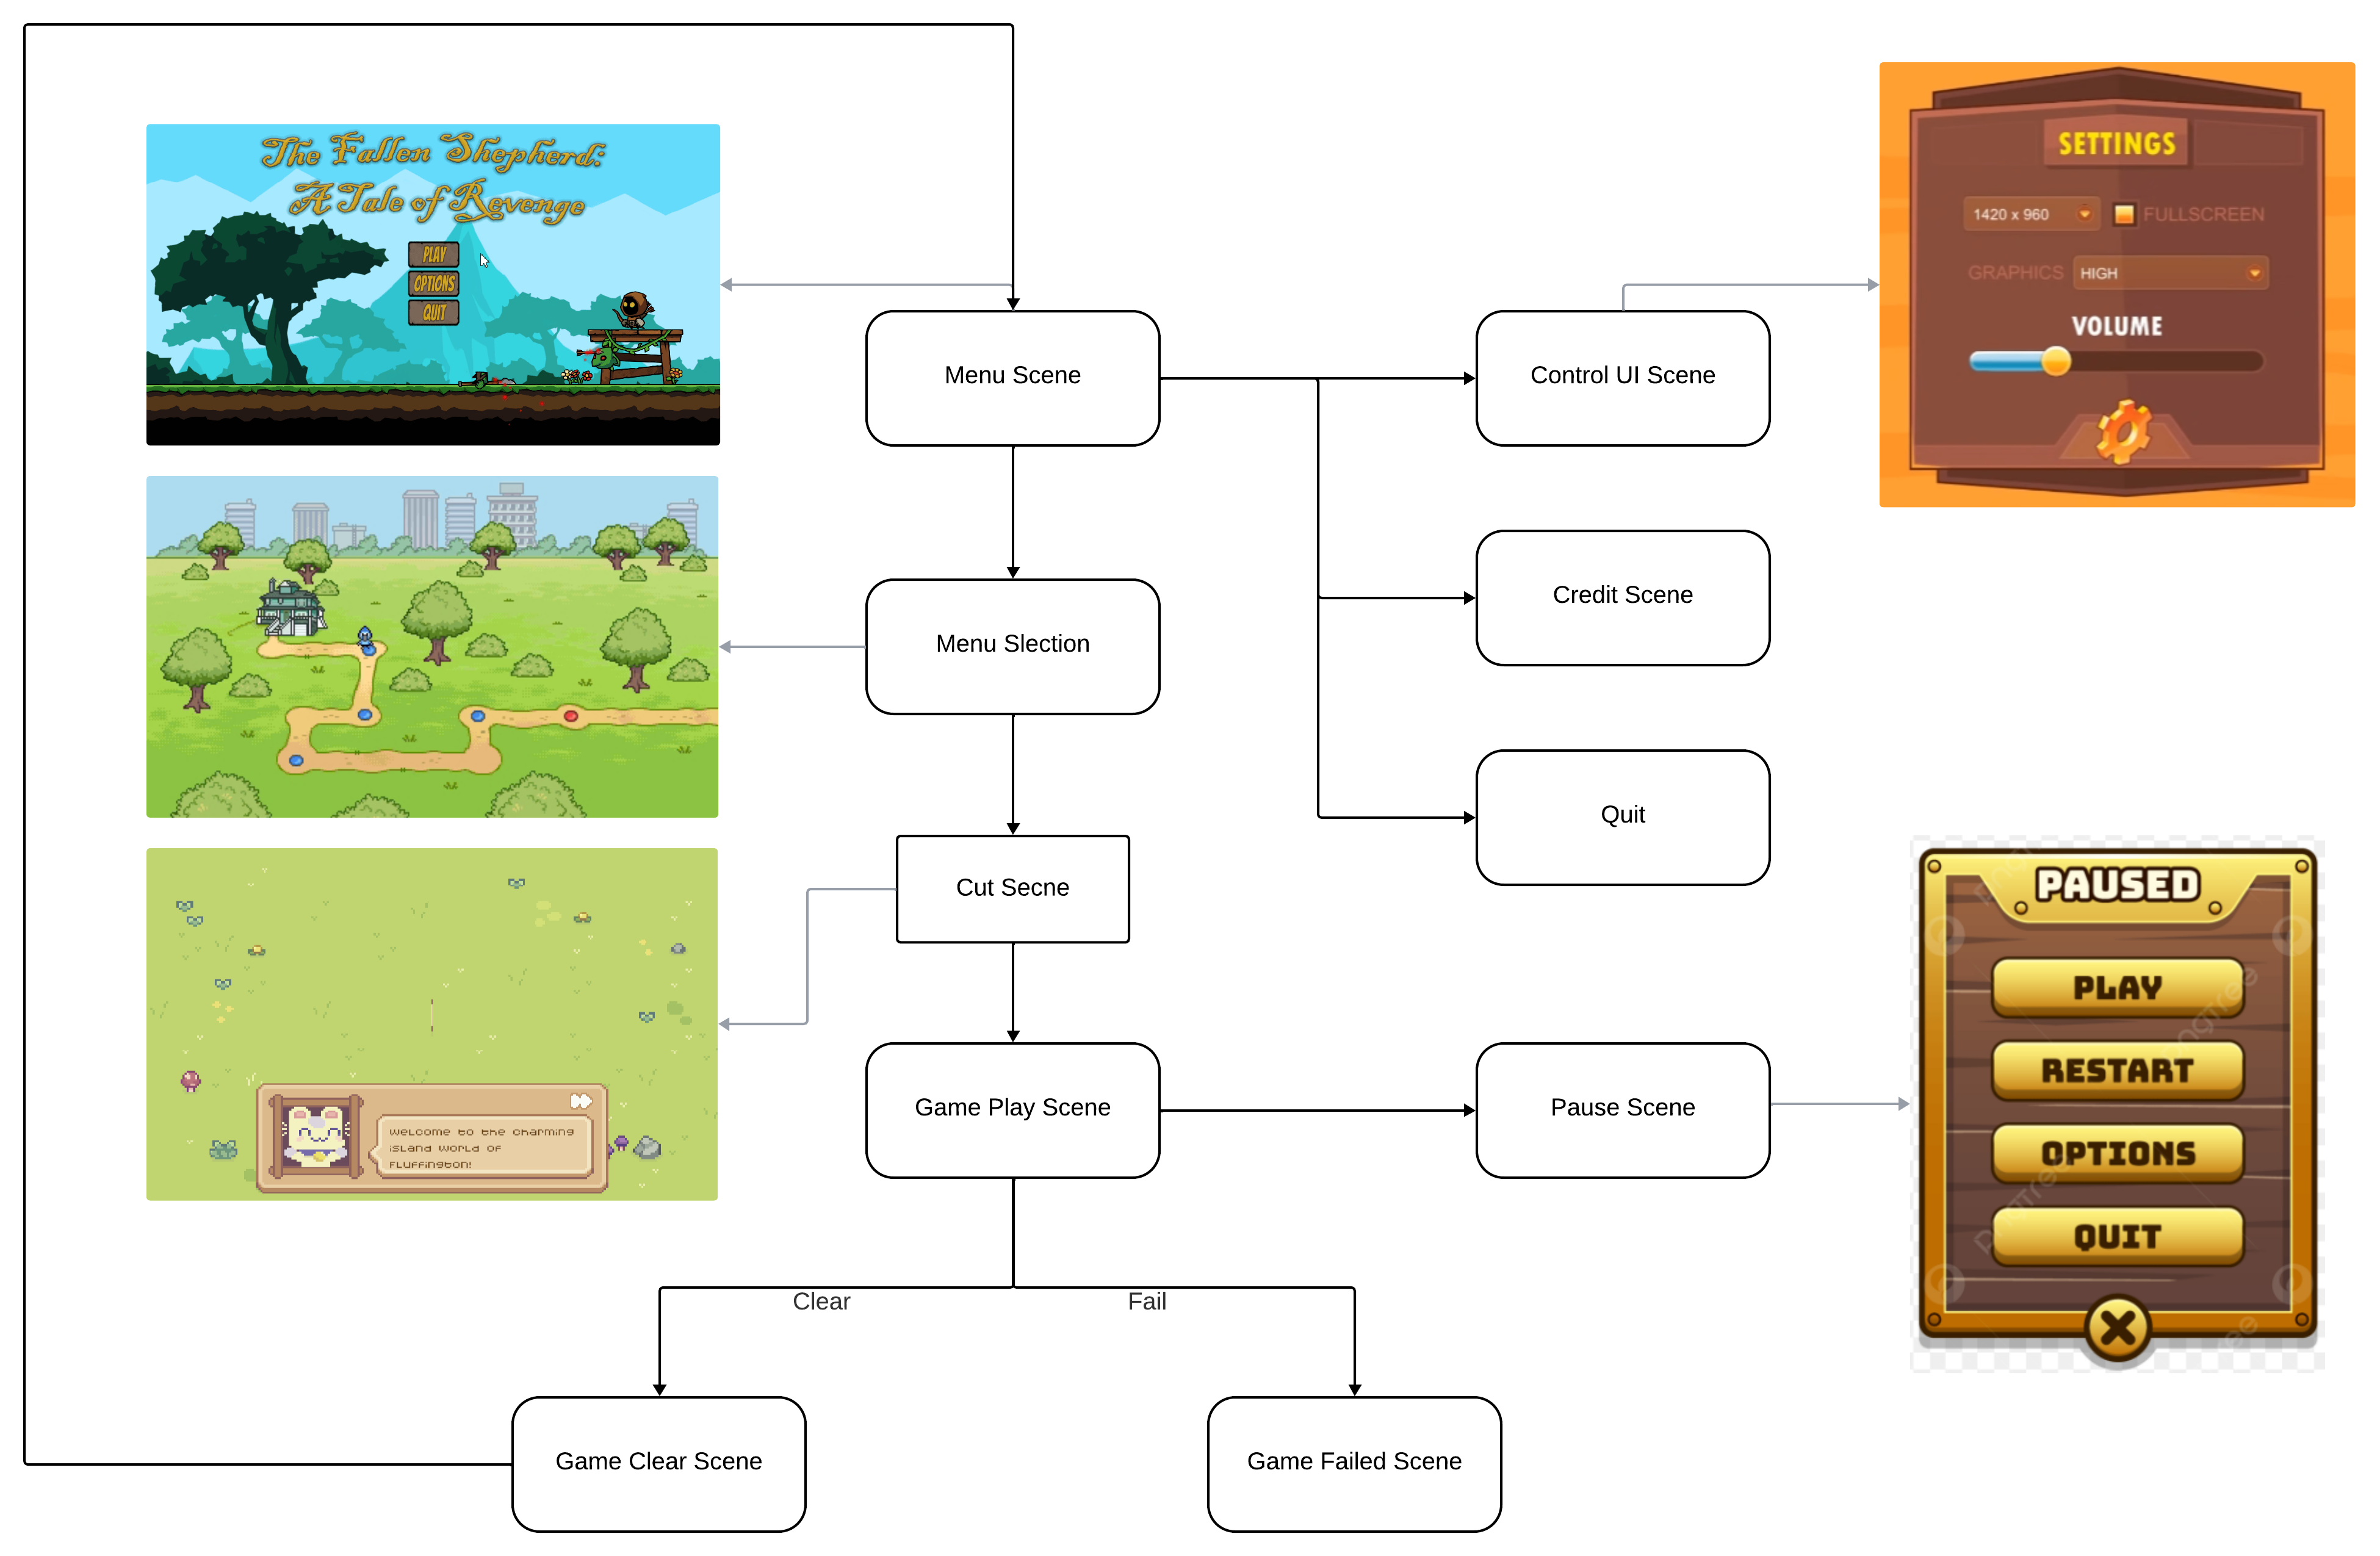 The Fallen Shepherd:
A Tale of Revenge
PLAY
OPTIONS
QUIT
Menu Scene
Control UI Scene
SETTINGS
1420 x 960
FULLSCREEN
GRAPHICS
HIGH
VOLUME
Menu Slection
Credit Scene
Quit
Cut Secne
welcome to the charming
island world of
Fluffington!
Game Play Scene
Pause Scene
PAUSED
PLAY
RESTART
OPTIONS
QUIT
Clear
Fail
Game Clear Scene
Game Failed Scene